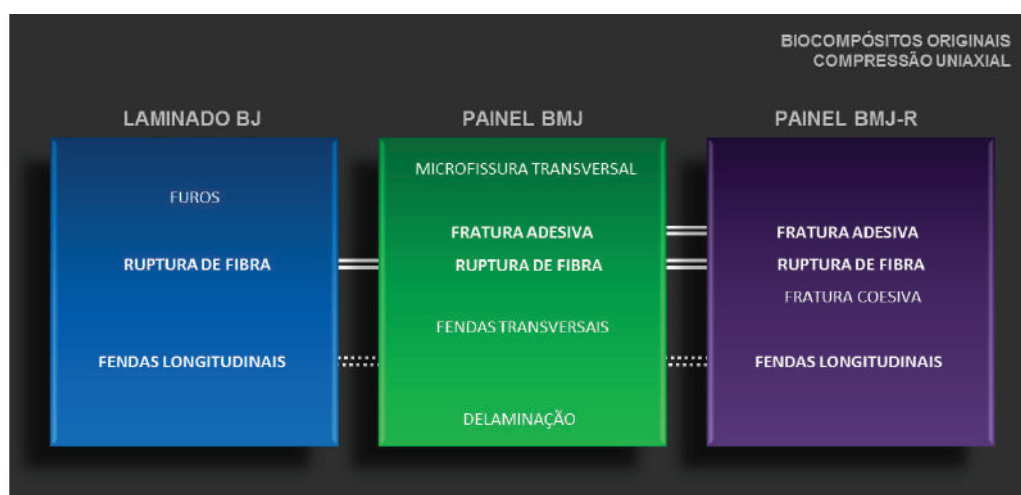 BIOCOMPÓSITOS ORIGINAIS
COMPRESSÃO UNIAXIAL
LAMINADO BJ
FUROS
RUPTURA DE FIBRA
FENDAS LONGITUDINAIS
PAINEL BMJ
MICROFISSURA TRANSVERSAL
FRATURA ADESIVA
RUPTURA DE FIBRA
FENDAS TRANSVERSAIS
DELAMINAÇÃO
PAINEL BMJ-R
FRATURA ADESIVA
RUPTURA DE FIBRA
FRATURA COESIVA
FENDAS LONGITUDINAIS